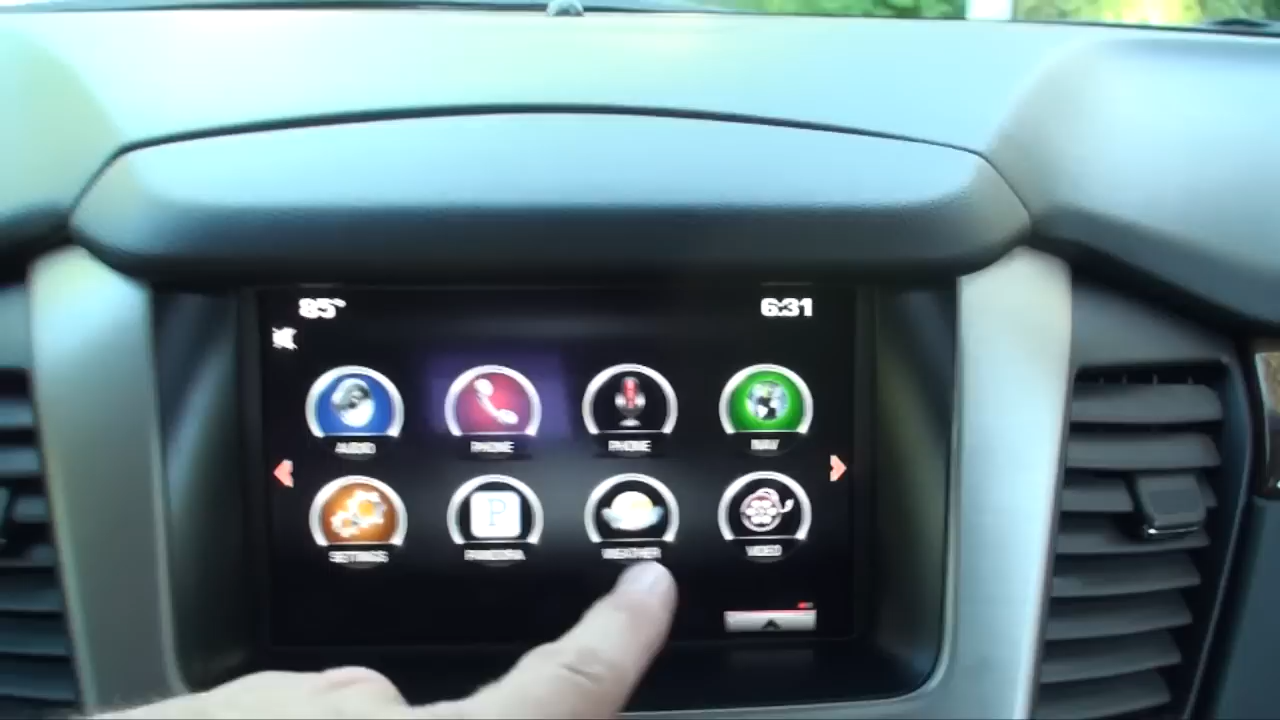 85°
6:31
AUDIO PHONE PHONE NAV
SETTINGS PANDORA WEATHER VIDEO
P